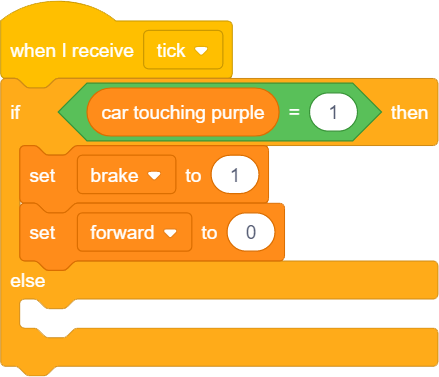 when I receive tick
if car touching purple = 1 then
set brake to 1
set forward to 0
else